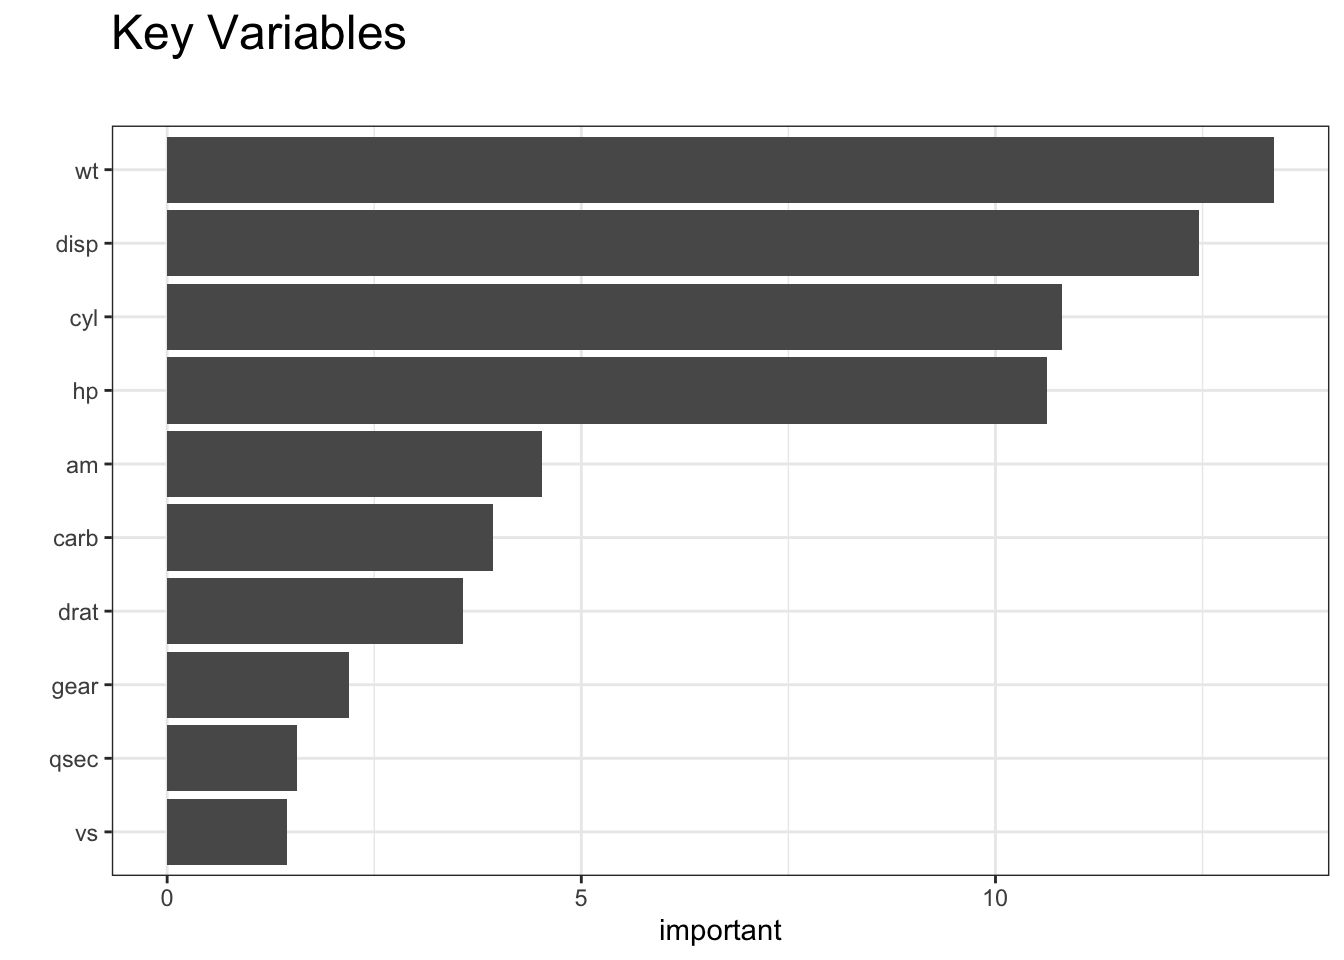 Key Variables
wt
disp
cyl
hp
am
carb
drat
gear
qsec
vs
0 5 10
important